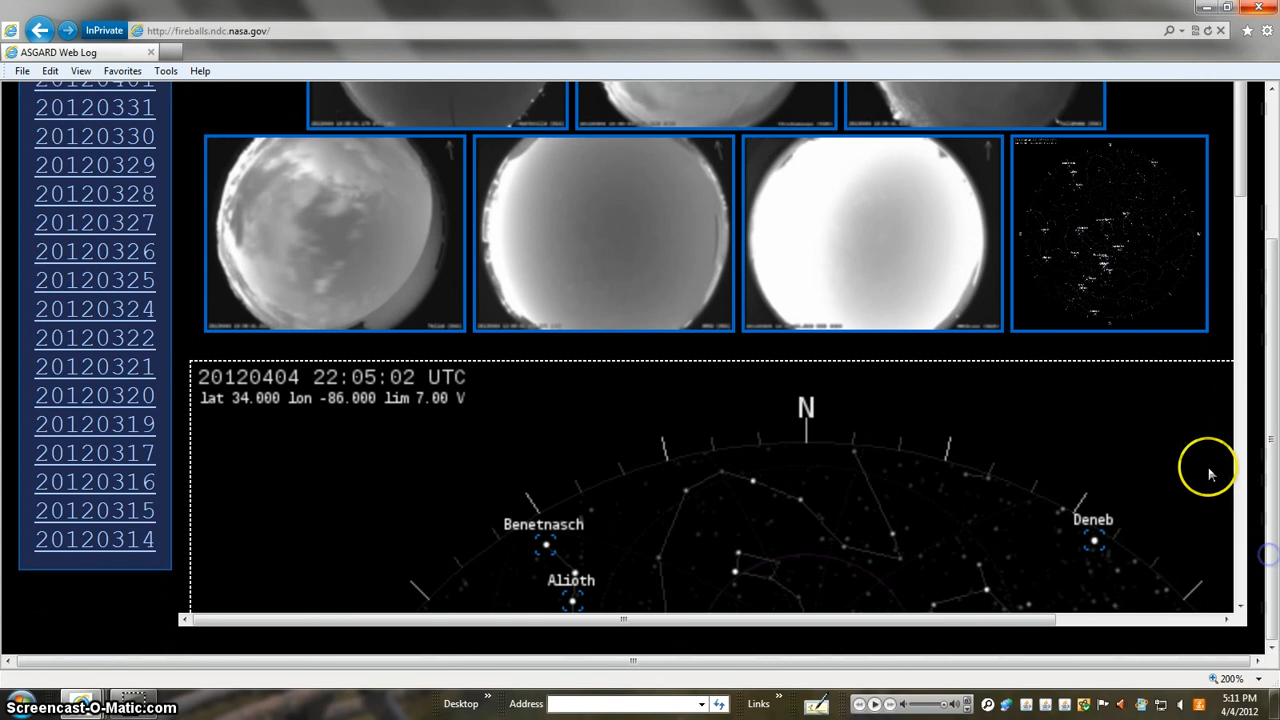 InPrivate
http://fireballs.ndc.nasa.gov/
ASGARD Web Log
File Edit View Favorites Tools Help
20120401
20120331
20120330
20120329
20120328
20120327
20120326
20120325
20120324
20120322
20120321
20120320
20120319
20120317
20120316
20120315
20120314
20120404 22:05:02 UTC
lat 34.000 lon -86.000 lim 7.00 V
N
Benetnasch
Deneb
Alioth
200%
Desktop
Address
Links
5:11 PM
4/4/2012
Screencast-O-Matic.com